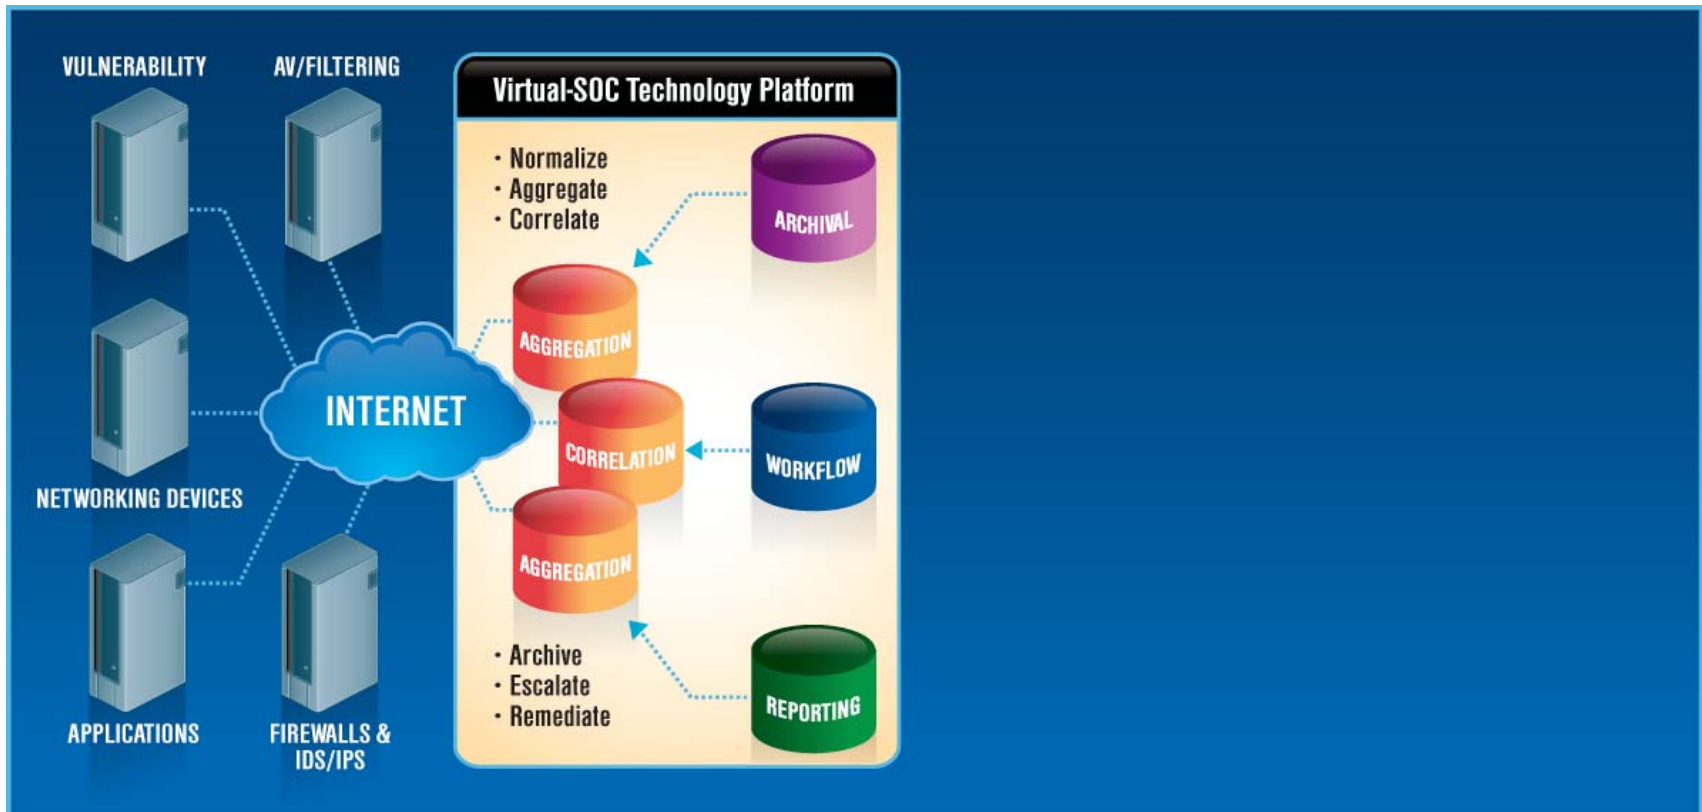 VULNERABILITY
AV/FILTERING
NETWORKING DEVICES
APPLICATIONS
FIREWALLS &
IDS/IPS
INTERNET
Virtual-SOC Technology Platform
· Normalize
· Aggregate
· Correlate
ARCHIVAL
AGGREGATION
CORRELATION
WORKFLOW
AGGREGATION
· Archive
· Escalate
· Remediate
REPORTING